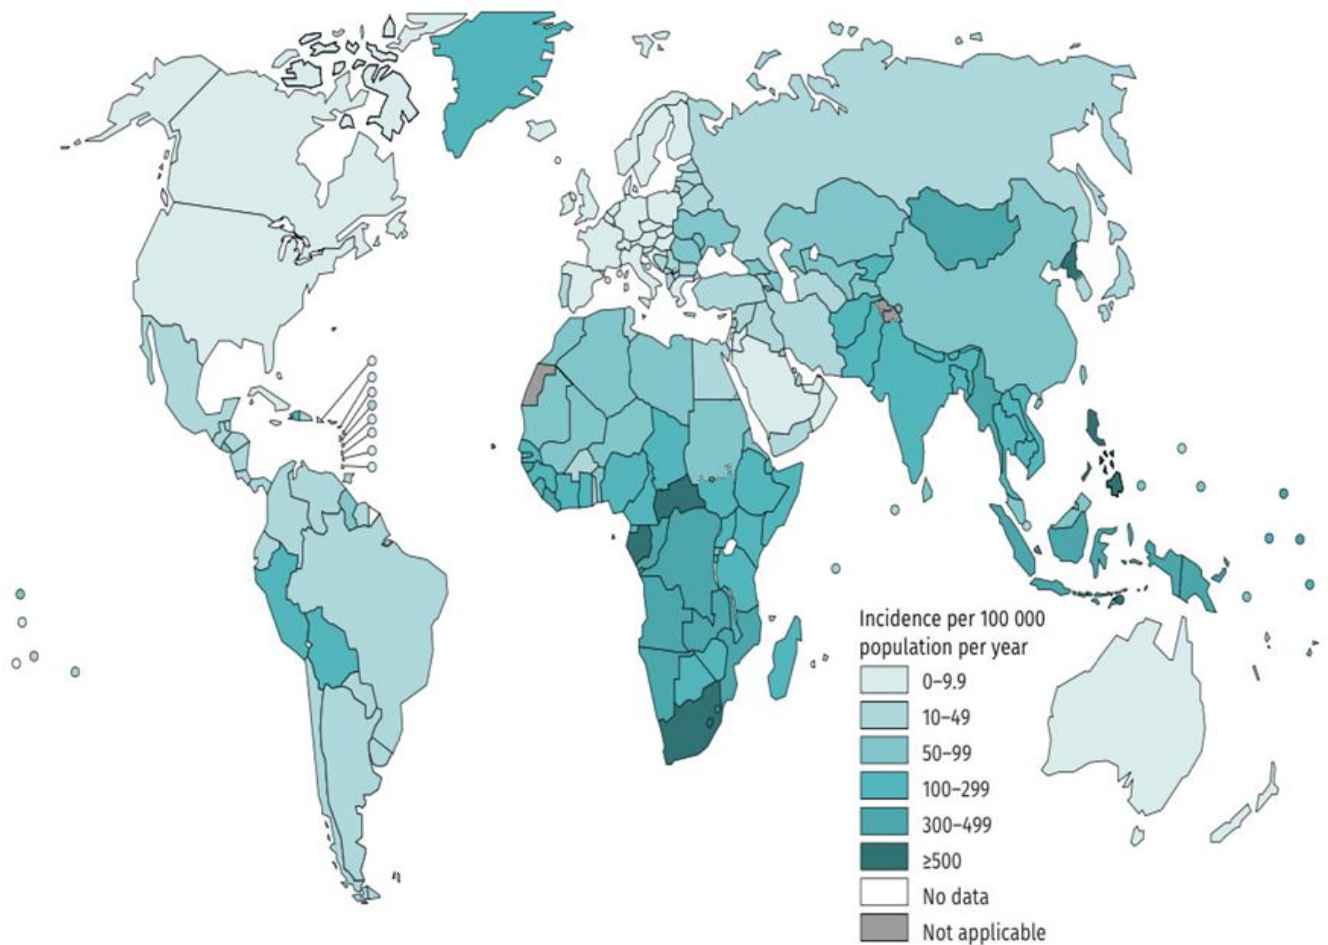 Incidence per 100 000
population per year
0–9.9
10–49
50–99
100–299
300–499
≥500
No data
Not applicable